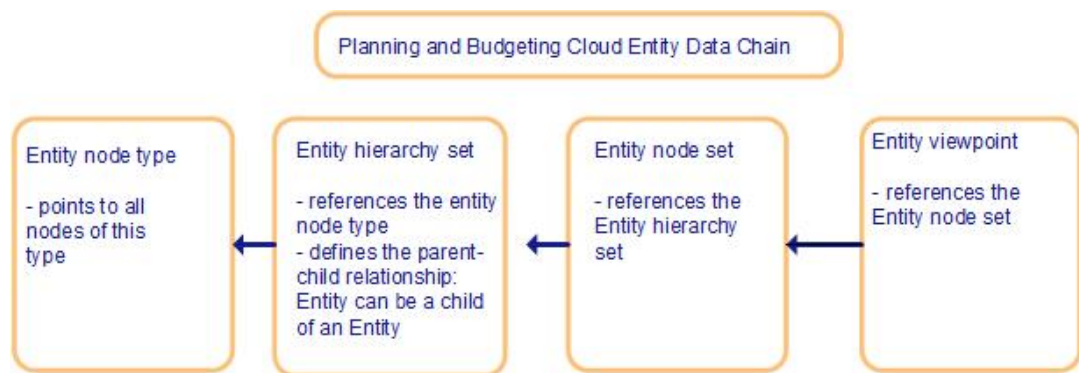 Planning and Budgeting Cloud Entity Data Chain
Entity node type
- points to all
nodes of this
type
Entity hierarchy set
- references the entity
node type
- defines the parent-
child relationship:
Entity can be a child
of an Entity
Entity node set
- references the
Entity hierarchy
set
Entity viewpoint
- references the
Entity node set